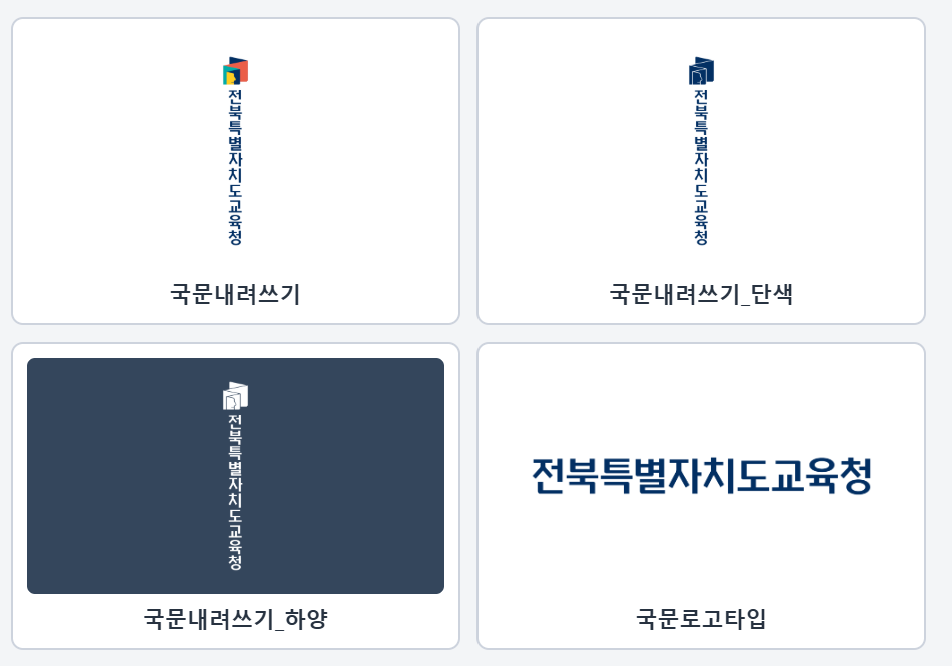 전북특별자치도교육청
국문내려쓰기
전북특별자치도교육청
국문내려쓰기_단색
전북특별자치도교육청
국문내려쓰기_하양
전북특별자치도교육청
국문로고타입